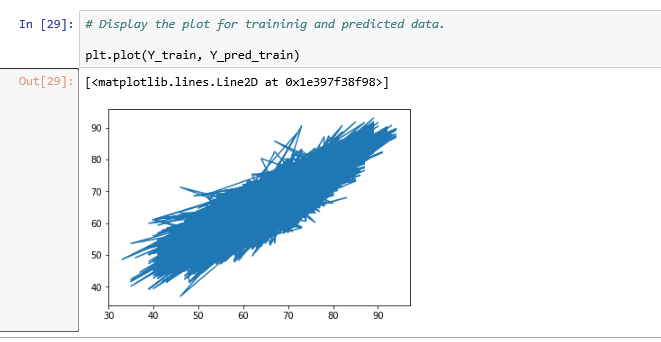 In [29]: # Display the plot for traininig and predicted data.
plt.plot(Y_train, Y_pred_train)
Out[29]: [<matplotlib.lines.Line2D at 0x1e397f38f98>]
90
80
70
60
50
40
30 40 50 60 70 80 90